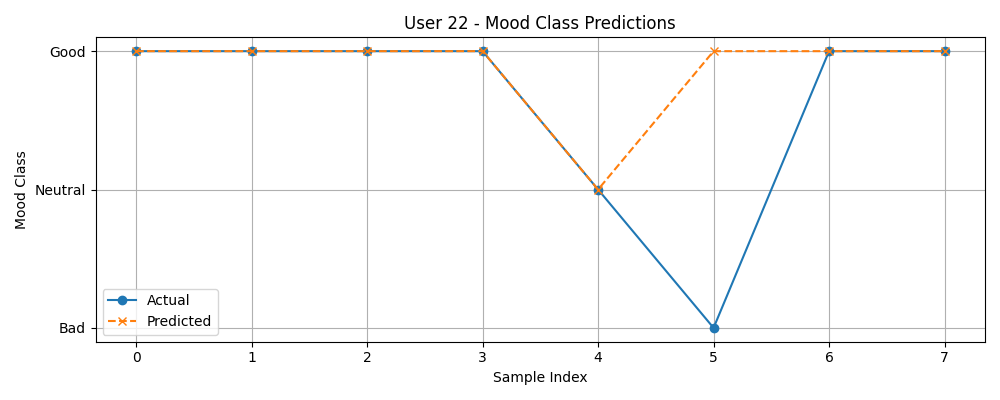 User 22 - Mood Class Predictions
Mood Class
Good
Neutral
Bad
Actual
Predicted
0 1 2 3 4 5 6 7
Sample Index